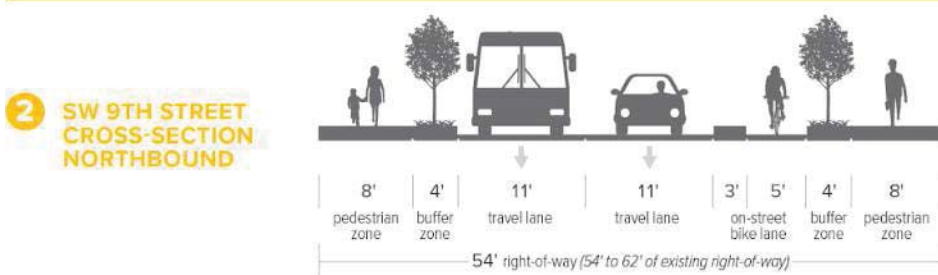 2 SW 9TH STREET
CROSS-SECTION
NORTHBOUND
8' 4' 11' 11' 3' 5' 4' 8'
pedestrian zone buffer zone travel lane travel lane on-street bike lane buffer zone pedestrian zone
54' right-of-way (54' to 62' of existing right-of-way)